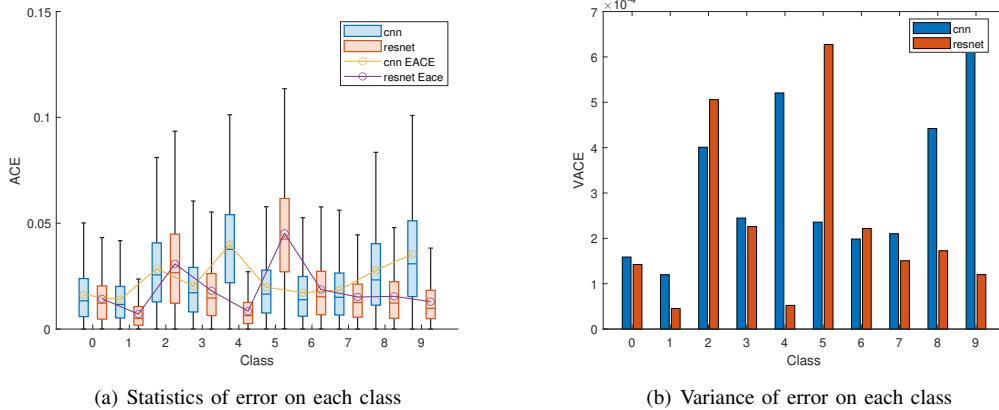 0.15
0.1
0.05
0
ACE
cnn
resnet
cnn EACE
resnet Eace
0 1 2 3 4 5 6 7 8 9
Class
(a) Statistics of error on each class
×10-4
7
6
5
4
3
2
1
0
VACE
cnn
resnet
0 1 2 3 4 5 6 7 8 9
Class
(b) Variance of error on each class